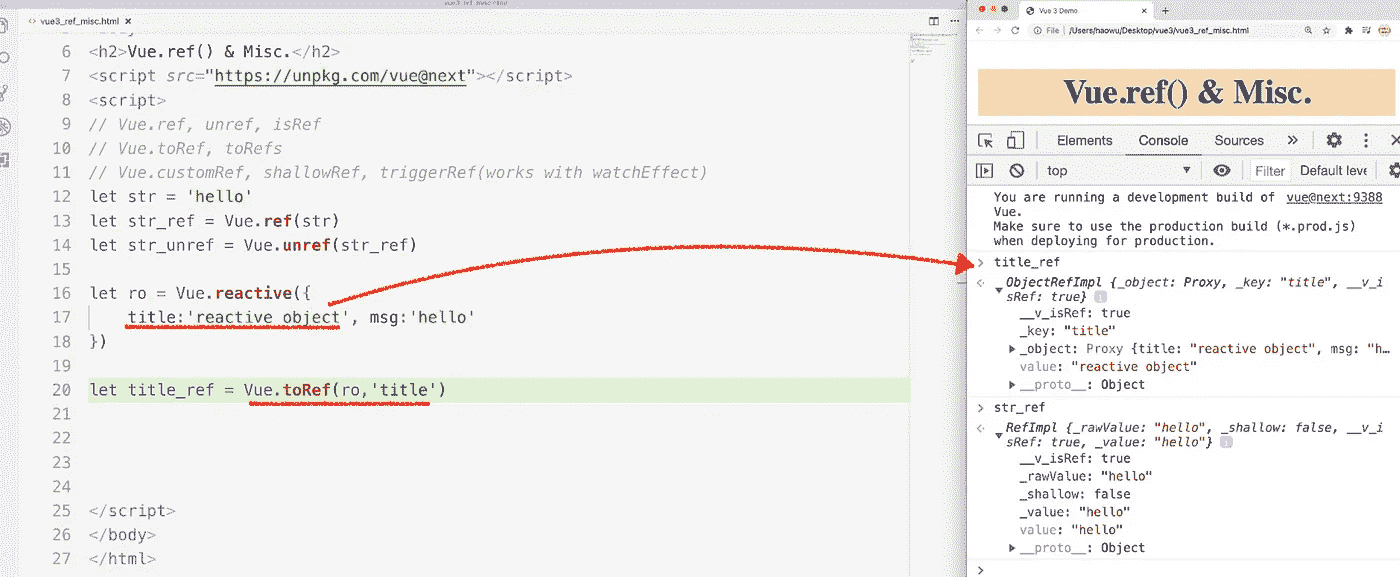 vue3_ref_misc.html
vue3_ref_misc.html ×
6 <h2>Vue.ref() & Misc.</h2>
7 <script src="https://unpkg.com/vue@next"></script>
8 <script>
9 // Vue.ref, unref, isRef
10 // Vue.toRef, toRefs
11 // Vue.customRef, shallowRef, triggerRef(works with watchEffect)
12 let str = 'hello'
13 let str_ref = Vue.ref(str)
14 let str_unref = Vue.unref(str_ref)
15
16 let ro = Vue.reactive({
17 title:'reactive object', msg:'hello'
18 })
19
20 let title_ref = Vue.toRef(ro,'title')
21
22
23
24
25 </script>
26 </body>
27 </html>
Vue 3 Demo
File | /Users/naowu/Desktop/vue3/vue3_ref_misc.html
Vue.ref() & Misc.
Elements Console Sources »
top Filter Default leve
You are running a development build of vue@next:9388
Vue.
Make sure to use the production build (*.prod.js)
when deploying for production.
> title_ref
ObjectRefImpl {_object: Proxy, _key: "title", __v_i
sRef: true}
__v_isRef: true
_key: "title"
_object: Proxy {title: "reactive object", msg: "h…
value: "reactive object"
__proto__: Object
> str_ref
RefImpl {_rawValue: "hello", _shallow: false, __v_i
sRef: true, _value: "hello"}
__v_isRef: true
_rawValue: "hello"
_shallow: false
_value: "hello"
value: "hello"
__proto__: Object
>